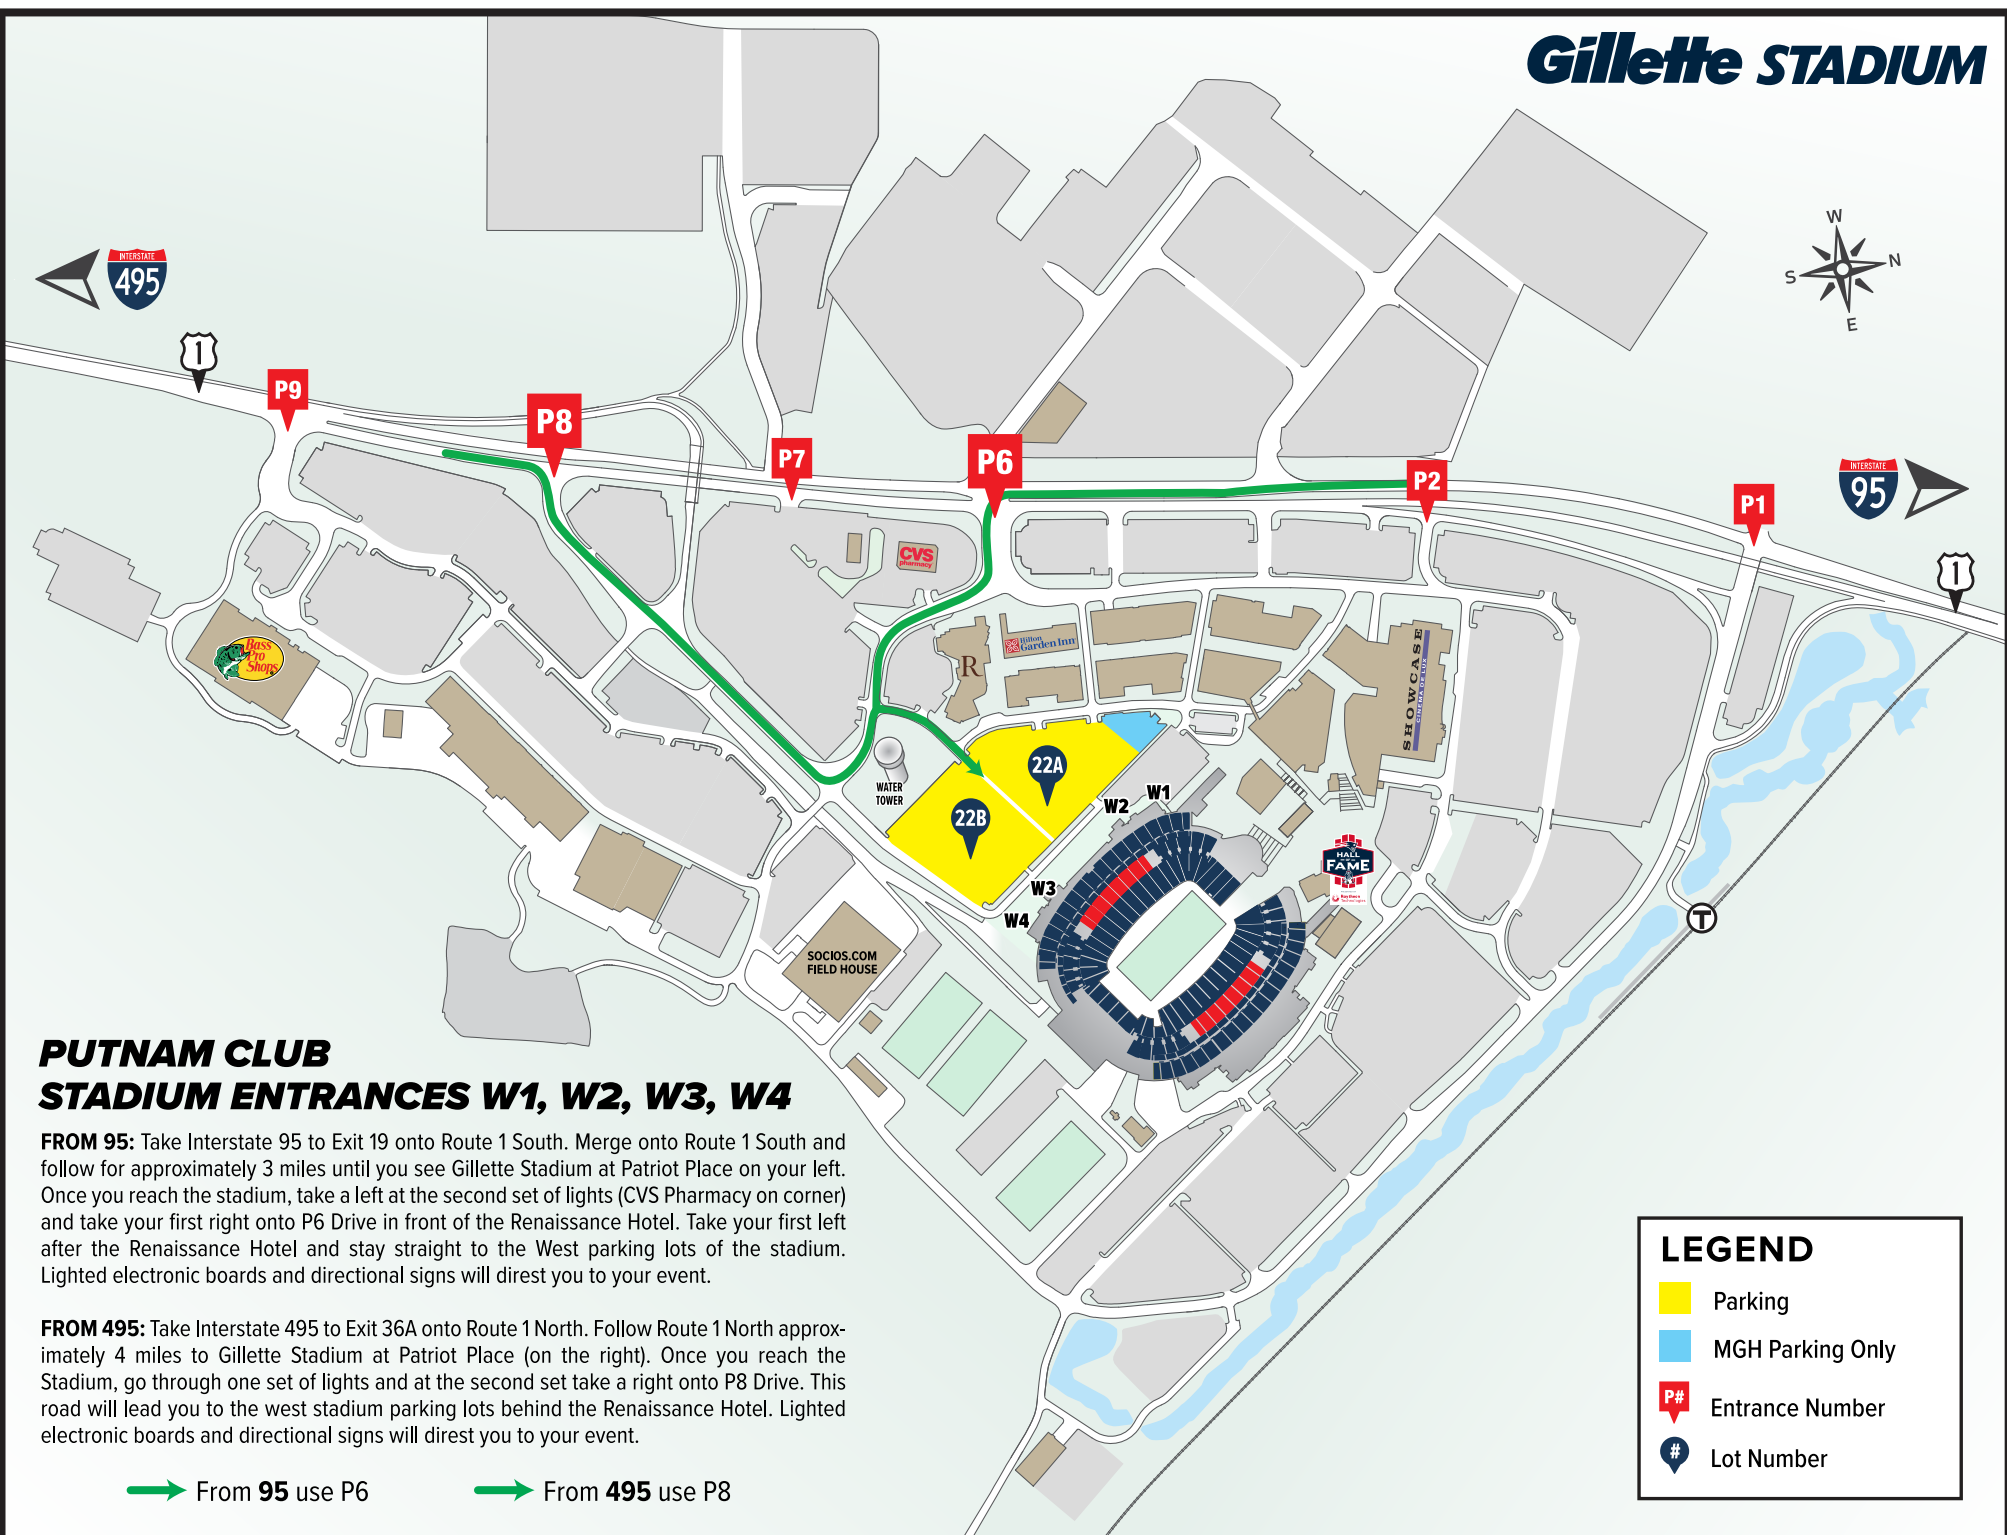 Gillette STADIUM
W
S
N
E
INTERSTATE
495
1
P9
P8
P7
P6
P2
P1
INTERSTATE
95
1
CVS
pharmacy
Bass
Pro
Shops
R
Hilton
Garden Inn
SHOWCASE
CINEMA DE LUX
WATER
TOWER
22A
22B
W1
W2
W3
W4
HALL
FAME
Raytheon
Technologies
T
SOCIOS.COM
FIELD HOUSE
PUTNAM CLUB
STADIUM ENTRANCES W1, W2, W3, W4
FROM 95: Take Interstate 95 to Exit 19 onto Route 1 South. Merge onto Route 1 South and
follow for approximately 3 miles until you see Gillette Stadium at Patriot Place on your left.
Once you reach the stadium, take a left at the second set of lights (CVS Pharmacy on corner)
and take your first right onto P6 Drive in front of the Renaissance Hotel. Take your first left
after the Renaissance Hotel and stay straight to the West parking lots of the stadium.
Lighted electronic boards and directional signs will direst you to your event.
FROM 495: Take Interstate 495 to Exit 36A onto Route 1 North. Follow Route 1 North approx-
imately 4 miles to Gillette Stadium at Patriot Place (on the right). Once you reach the
Stadium, go through one set of lights and at the second set take a right onto P8 Drive. This
road will lead you to the west stadium parking lots behind the Renaissance Hotel. Lighted
electronic boards and directional signs will direst you to your event.
From 95 use P6
From 495 use P8
LEGEND
Parking
MGH Parking Only
P# Entrance Number
# Lot Number